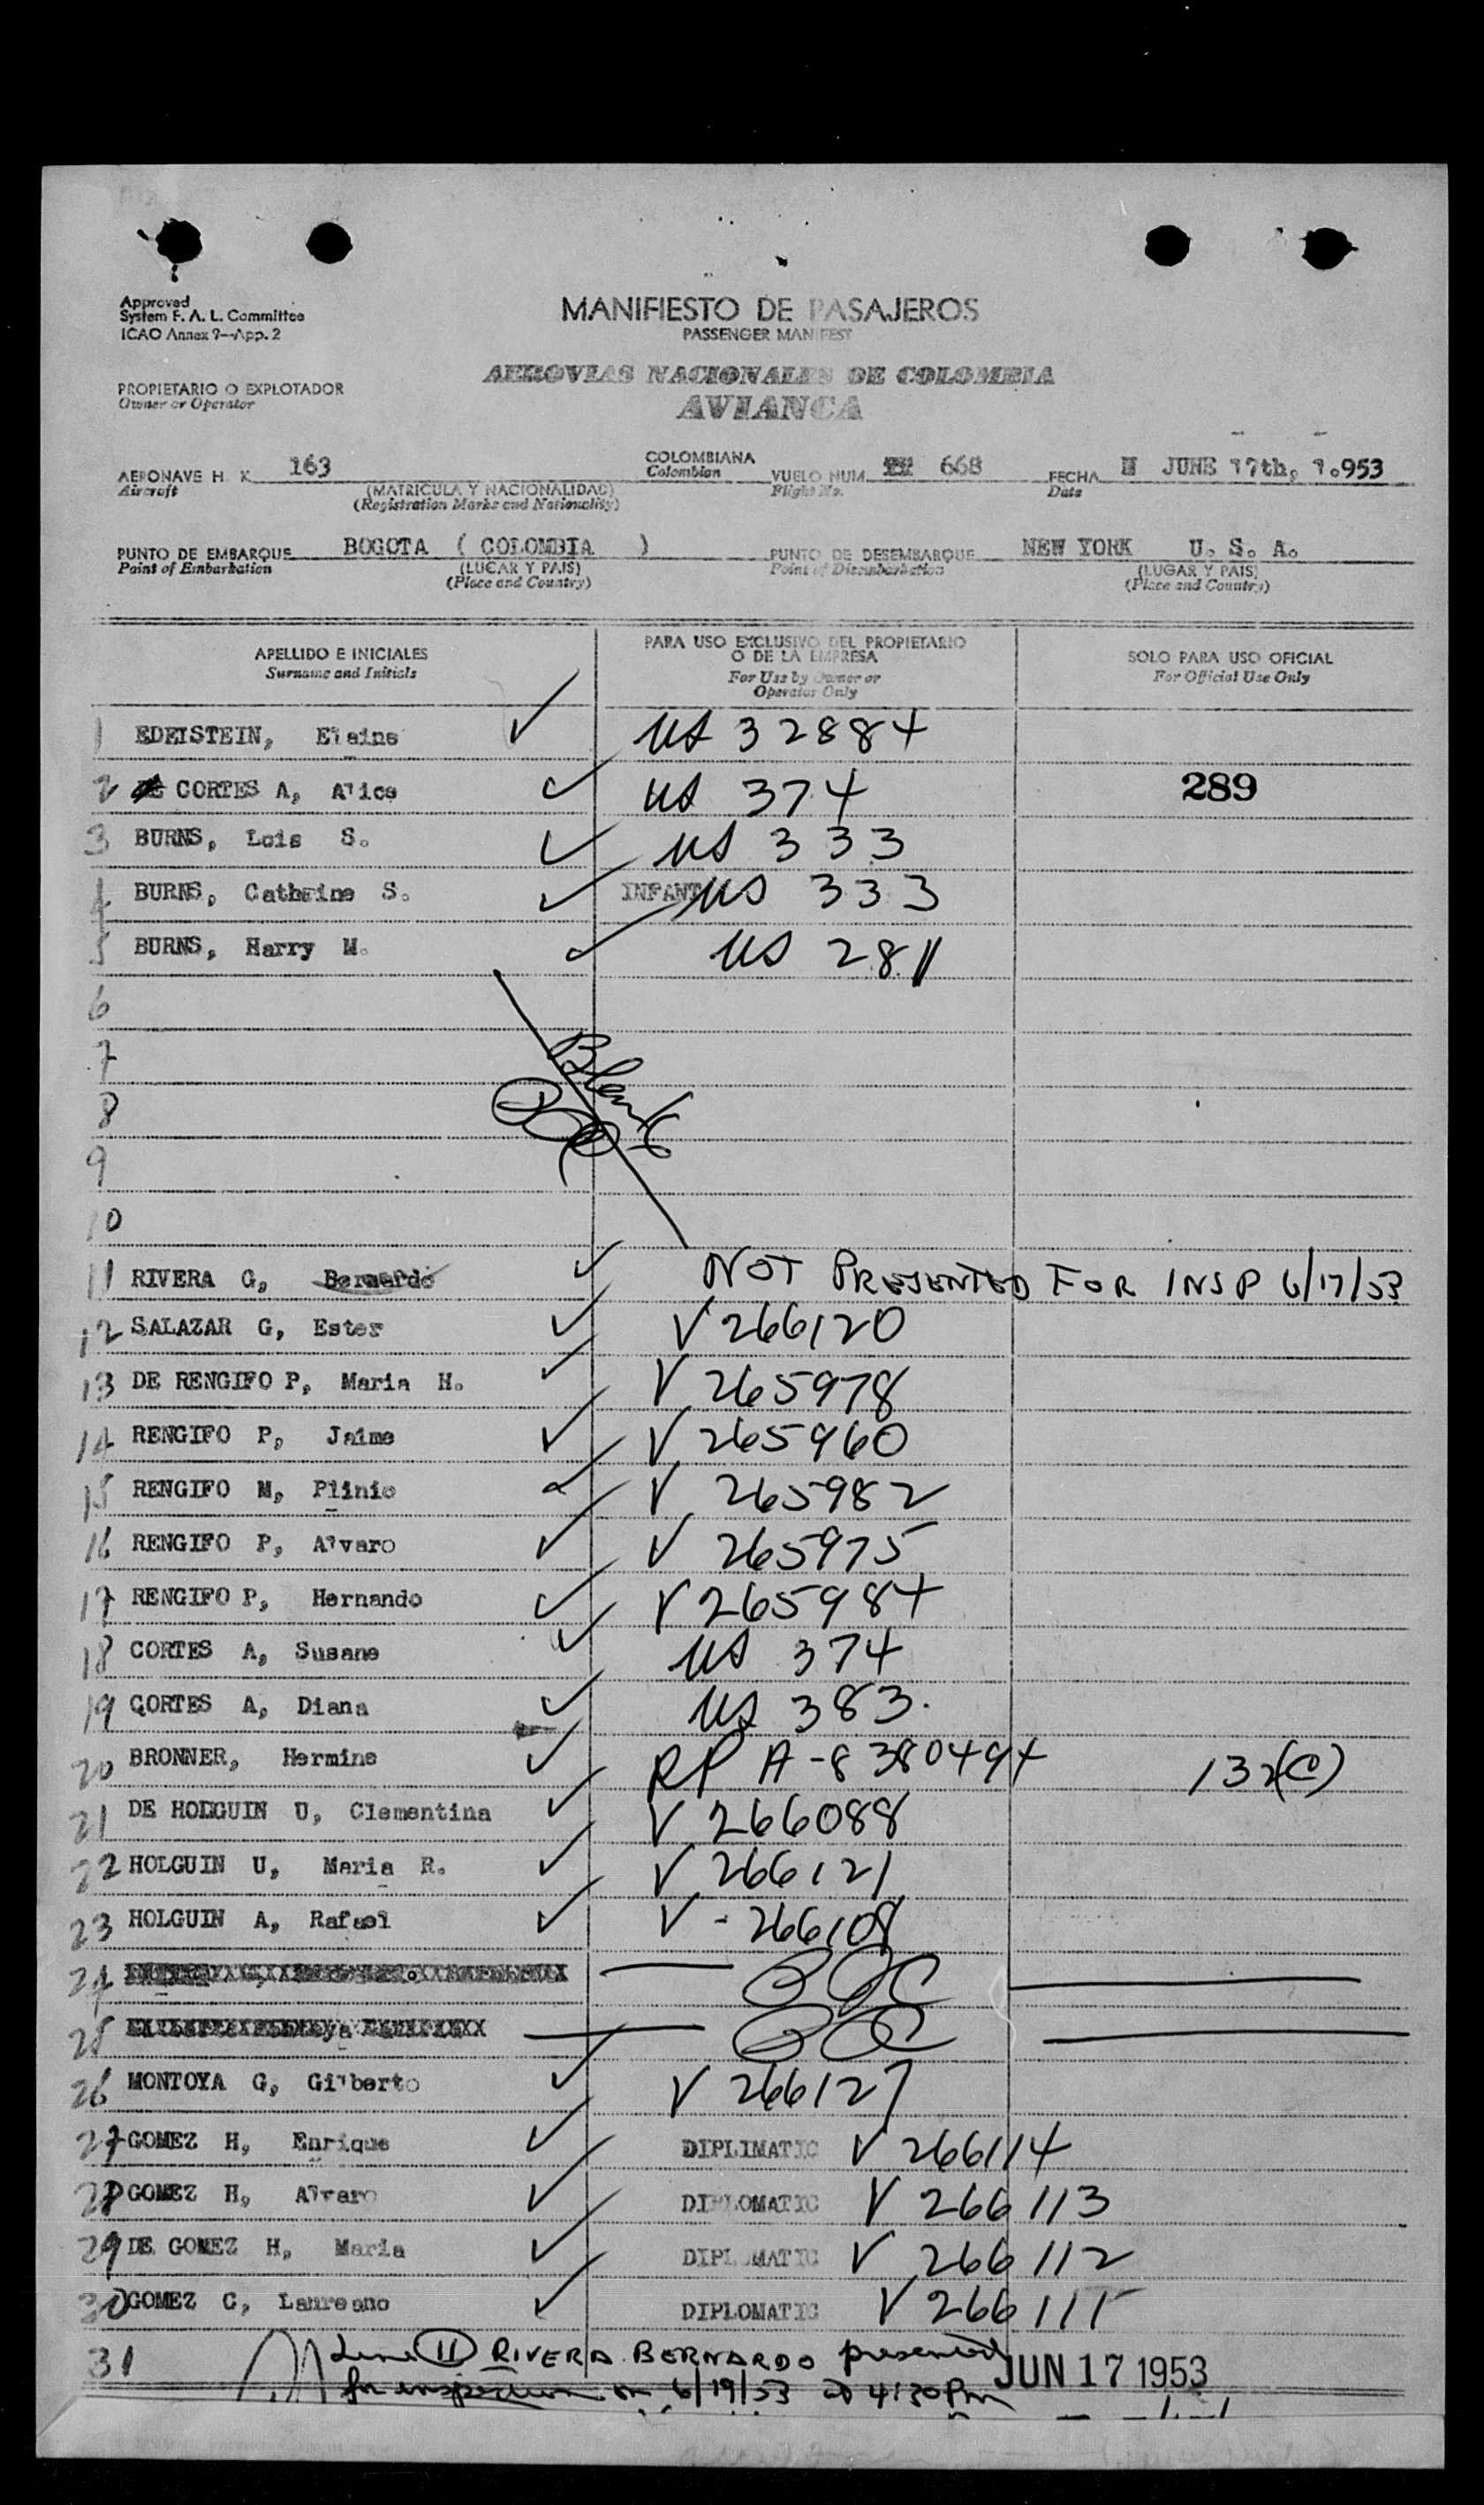 Approved
System F. A. L. Committee
ICAO Annex 9—App. 2
MANIFIESTO DE PASAJEROS
PASSENGER MANIFEST
AEROVIAS NACIONALES DE COLOMBIA
AVIANCA
PROPIETARIO O EXPLOTADOR
Owner or Operator
AERONAVE H. K. 163 COLOMBIANA VUELO NUM. 668 FECHA JUNE 17th, 1.953
Aircraft (MATRICULA Y NACIONALIDAD) Colombian Flight No. Date
(Registration Marks and Nationality)
PUNTO DE EMBARQUE BOGOTA ( COLOMBIA ) PUNTO DE DESEMBARQUE NEW YORK U. S. A.
Point of Embarkation (LUGAR Y PAIS) Point of Disembarkation (LUGAR Y PAIS)
(Place and Country) (Place and Country)
APELLIDO E INICIALES PARA USO EXCLUSIVO DEL PROPIETARIO O DE LA EMPRESA SOLO PARA USO OFICIAL
Surname and Initials For Use by Owner or Operator Only For Official Use Only
1 EDEISTEIN, Elaine US 32884
2 CORTES A, Alice US 374 289
3 BURNS, Lois S. US 333
4 BURNS, Catheine S. INFANT US 333
5 BURNS, Harry M. US 2811
6
7 Blank
8
9
10
11 RIVERA G, Bernardo NOT PRESENTED FOR INSP 6/17/53
12 SALAZAR G, Ester V 266120
13 DE RENGIFO P, Maria H. V 265978
14 RENGIFO P, Jaime V 265960
15 RENGIFO M, Plinio V 265982
16 RENGIFO P, Alvaro V 265975
17 RENGIFO P, Hernando V 265984
18 CORTES A, Susane US 374
19 CORTES A, Diana US 383.
20 BRONNER, Hermine RP A-8380494 132(C)
21 DE HOLGUIN U, Clementina V 266088
22 HOLGUIN U, Maria R. V 266121
23 HOLGUIN A, Rafael V-266108
24
25
26 MONTOYA G, Gilberto V 266127
27 GOMEZ H, Enrique DIPLIMATIC V 266114
28 GOMEZ H, Alvaro DIPLOMATIC V 266113
29 DE GOMEZ H, Maria DIPLOMATIC V 266112
30 GOMEZ C, Laureano DIPLOMATIC V 266111
31 Line 11 RIVERA BERNARDO presented
for inspection on 6/19/53 at 4:30 Pm
JUN 17 1953